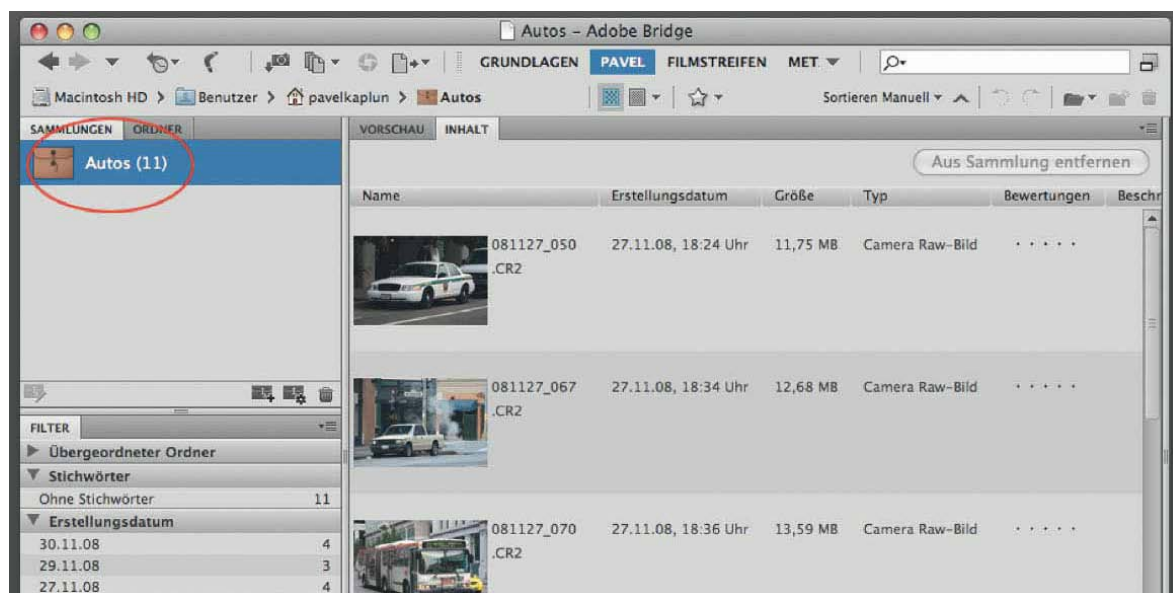 Autos – Adobe Bridge
GRUNDLAGEN PAVEL FILMSTREIFEN MET
Macintosh HD > Benutzer > pavelkaplun > Autos Sortieren Manuell
SAMMLUNGEN ORDNER VORSCHAU INHALT
Autos (11)
Aus Sammlung entfernen
Name Erstellungsdatum Größe Typ Bewertungen Beschr
081127_050 27.11.08, 18:24 Uhr 11,75 MB Camera Raw-Bild
.CR2
081127_067 27.11.08, 18:34 Uhr 12,68 MB Camera Raw-Bild
.CR2
FILTER
Übergeordneter Ordner
Stichwörter
Ohne Stichwörter 11
Erstellungsdatum
081127_070 27.11.08, 18:36 Uhr 13,59 MB Camera Raw-Bild
.CR2
30.11.08 4
29.11.08 3
27.11.08 4